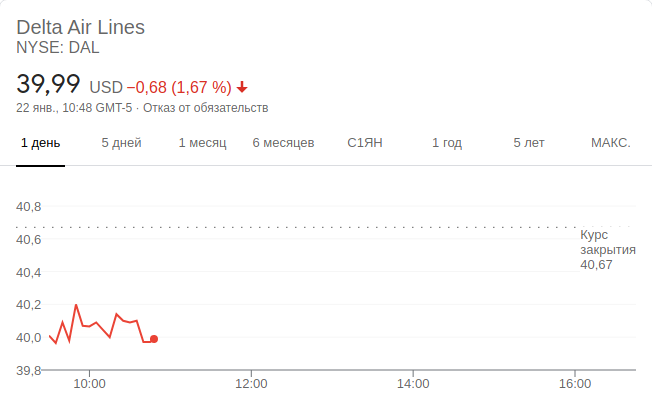 Delta Air Lines
NYSE: DAL
39,99 USD −0,68 (1,67 %)
22 янв., 10:48 GMT-5 · Отказ от обязательств
1 день 5 дней 1 месяц 6 месяцев С1ЯН 1 год 5 лет МАКС.
40,8
40,6
40,4
40,2
40,0
39,8
Курс
закрытия
40,67
10:00 12:00 14:00 16:00